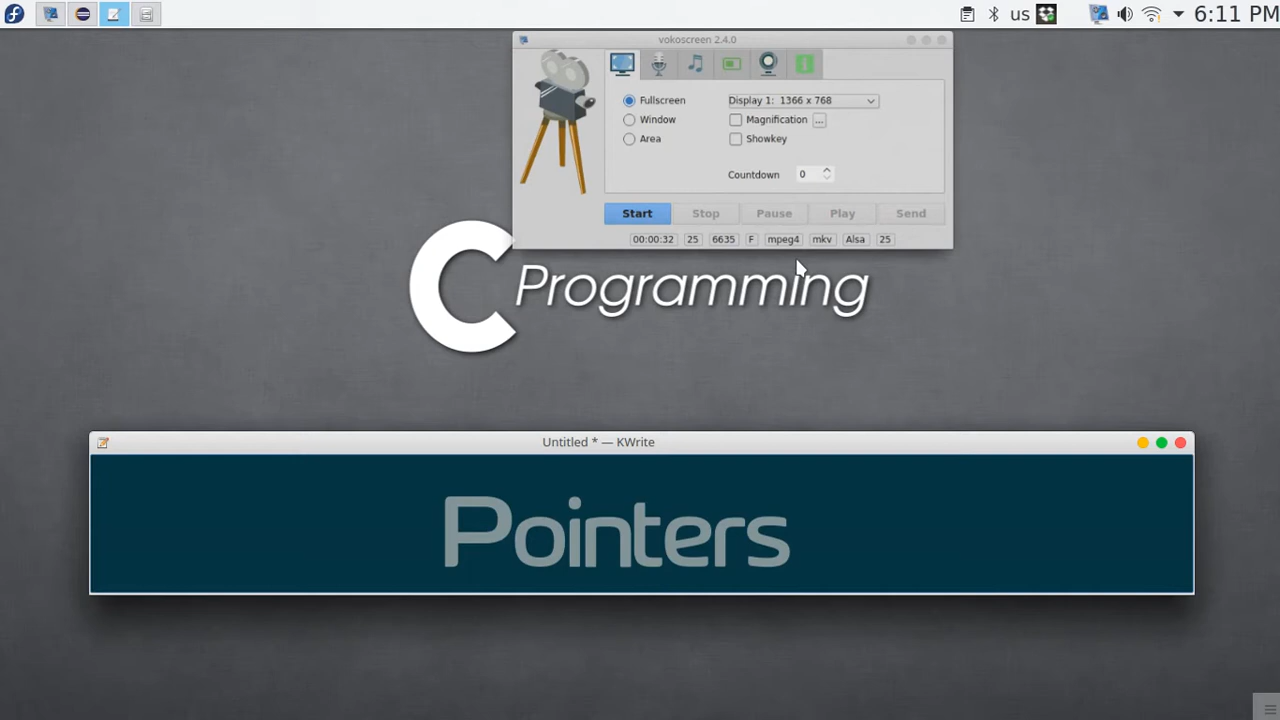 us 6:11 PM
vokoscreen 2.4.0
Fullscreen Display 1: 1366 x 768
Window Magnification ...
Area Showkey
Countdown 0
Start Stop Pause Play Send
00:00:32 25 6635 F mpeg4 mkv Alsa 25
C Programming
Untitled * — KWrite
Pointers